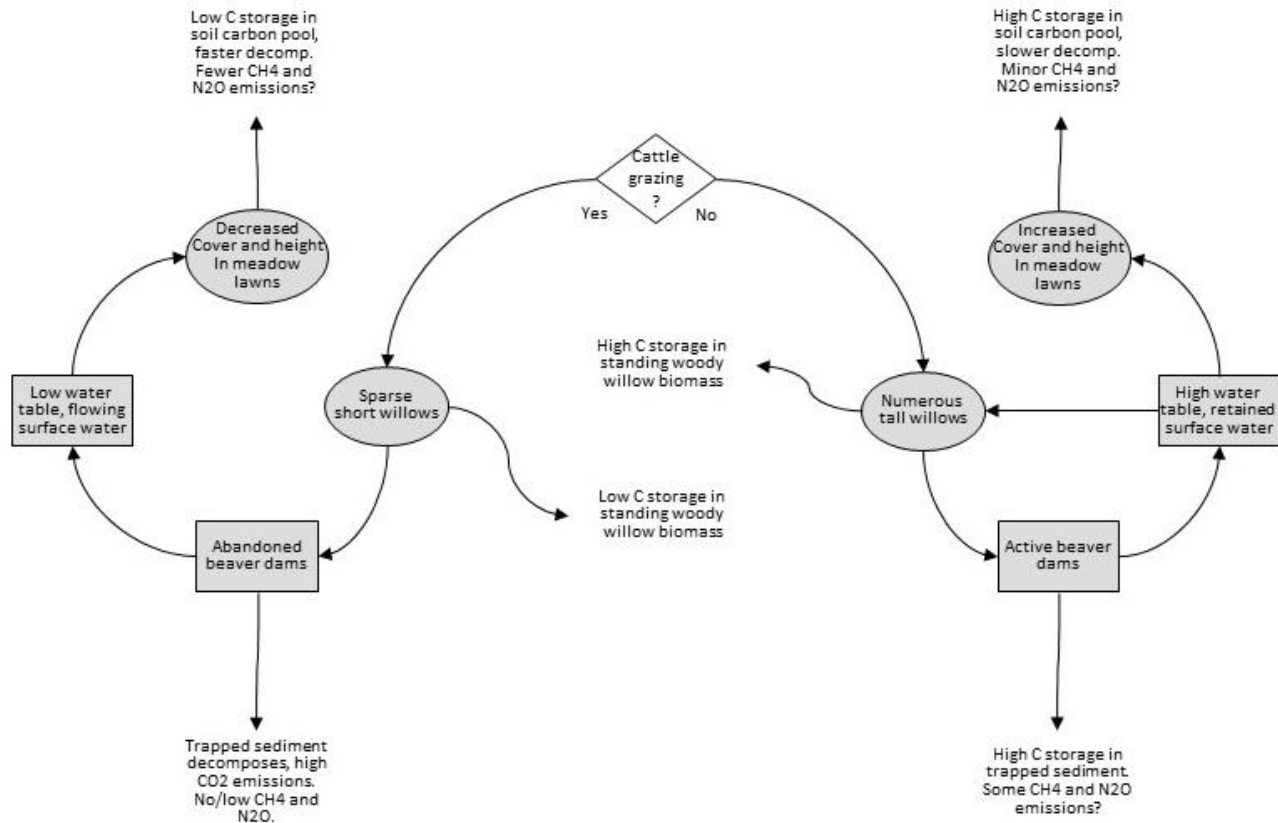 Low C storage in
soil carbon pool,
faster decomp.
Fewer CH4 and
N2O emissions?
High C storage in
soil carbon pool,
slower decomp.
Minor CH4 and
N2O emissions?
Cattle
grazing
?
Yes
No
Decreased
Cover and height
In meadow
lawns
Increased
Cover and height
In meadow
lawns
Low water
table, flowing
surface water
Sparse
short willows
High C storage in
standing woody
willow biomass
Numerous
tall willows
High water
table, retained
surface water
Low C storage in
standing woody
willow biomass
Abandoned
beaver dams
Active beaver
dams
Trapped sediment
decomposes, high
CO2 emissions.
No/low CH4 and
N2O.
High C storage in
trapped sediment.
Some CH4 and N2O
emissions?